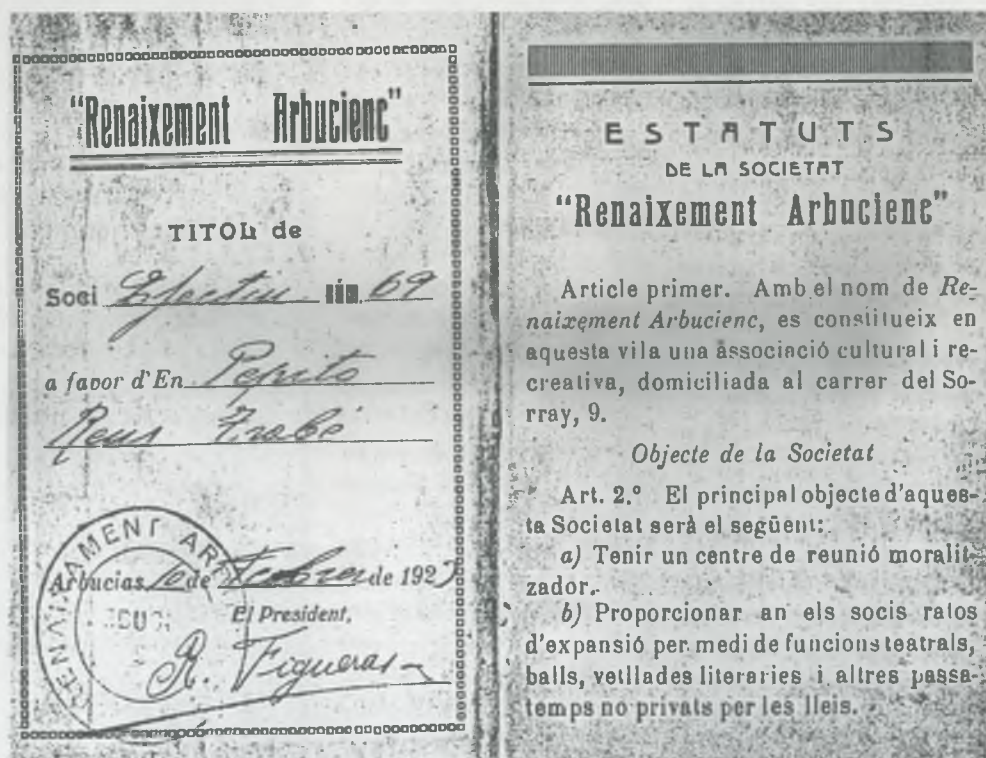 "Renaixement Arbucienc"
TITOL de
Soci Efectiu núm. 69
a favor d'En Pepito
Reus
Arbucias 10 de Febrer de 192
El President,
R. Figueras
ESTATUTS
DE LA SOCIETAT
"Renaixement Arbucienc"
Article primer. Amb el nom de Re-
naixement Arbucienc, es constitueix en
aquesta vila una associació cultural i re-
creativa, domiciliada al carrer del So-
rray, 9.
Objecte de la Societat
Art. 2.º El principal objecte d'aques-
ta Societat serà el següent:
a) Tenir un centre de reunió moralit-
zador.
b) Proporcionar an els socis ratos
d'expansió per medi de funcions teatrals,
balls, vetllades literaries i altres passa-
temps no privats per les lleis.